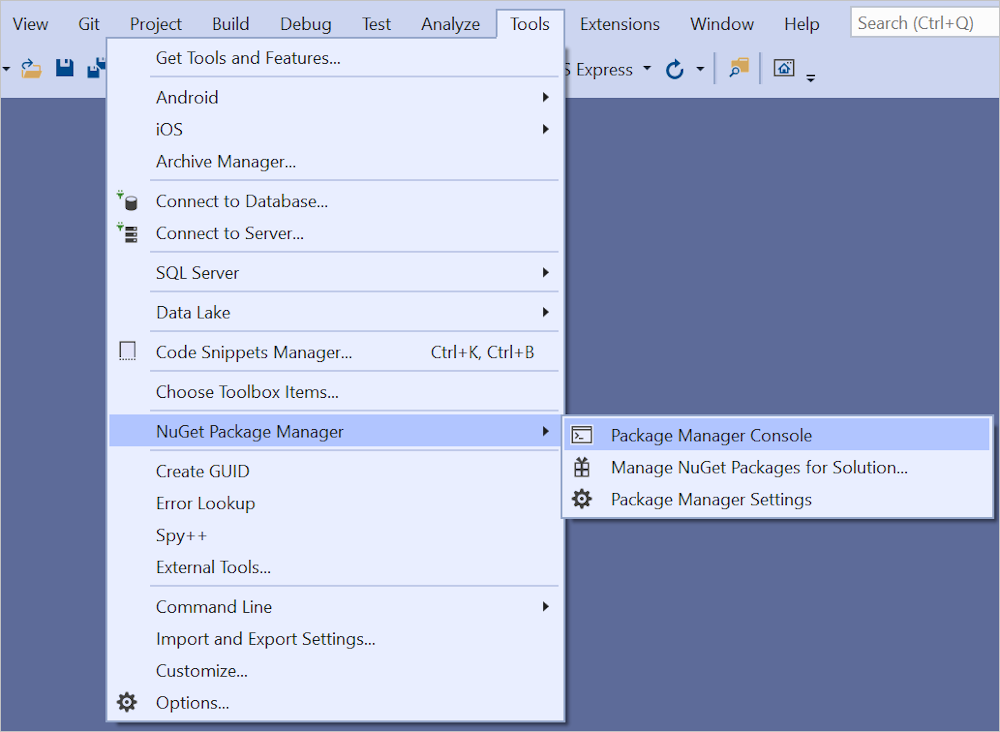 View Git Project Build Debug Test Analyze Tools Extensions Window Help Search (Ctrl+Q)
Express
Get Tools and Features...
Android
iOS
Archive Manager...
Connect to Database...
Connect to Server...
SQL Server
Data Lake
Code Snippets Manager... Ctrl+K, Ctrl+B
Choose Toolbox Items...
NuGet Package Manager
Package Manager Console
Manage NuGet Packages for Solution...
Package Manager Settings
Create GUID
Error Lookup
Spy++
External Tools...
Command Line
Import and Export Settings...
Customize...
Options...